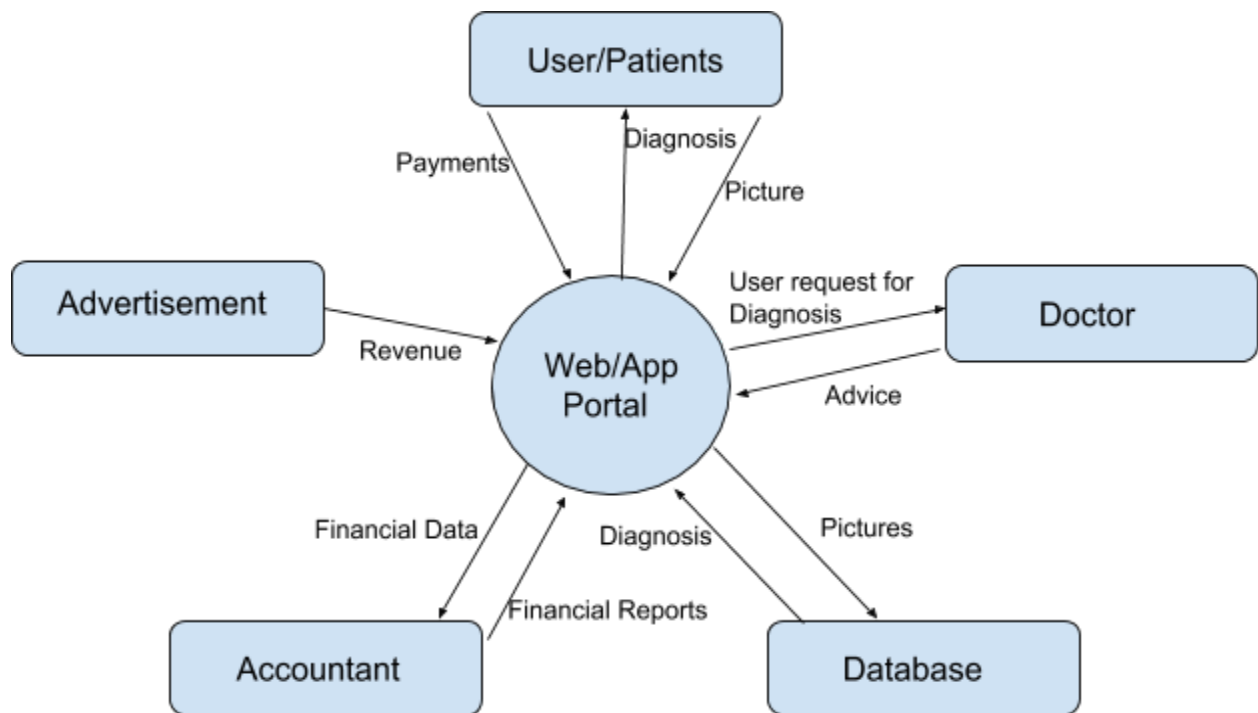 User/Patients
Payments
Diagnosis
Picture
Advertisement
Revenue
Web/App
Portal
User request for
Diagnosis
Doctor
Advice
Financial Data
Financial Reports
Diagnosis
Pictures
Accountant
Database